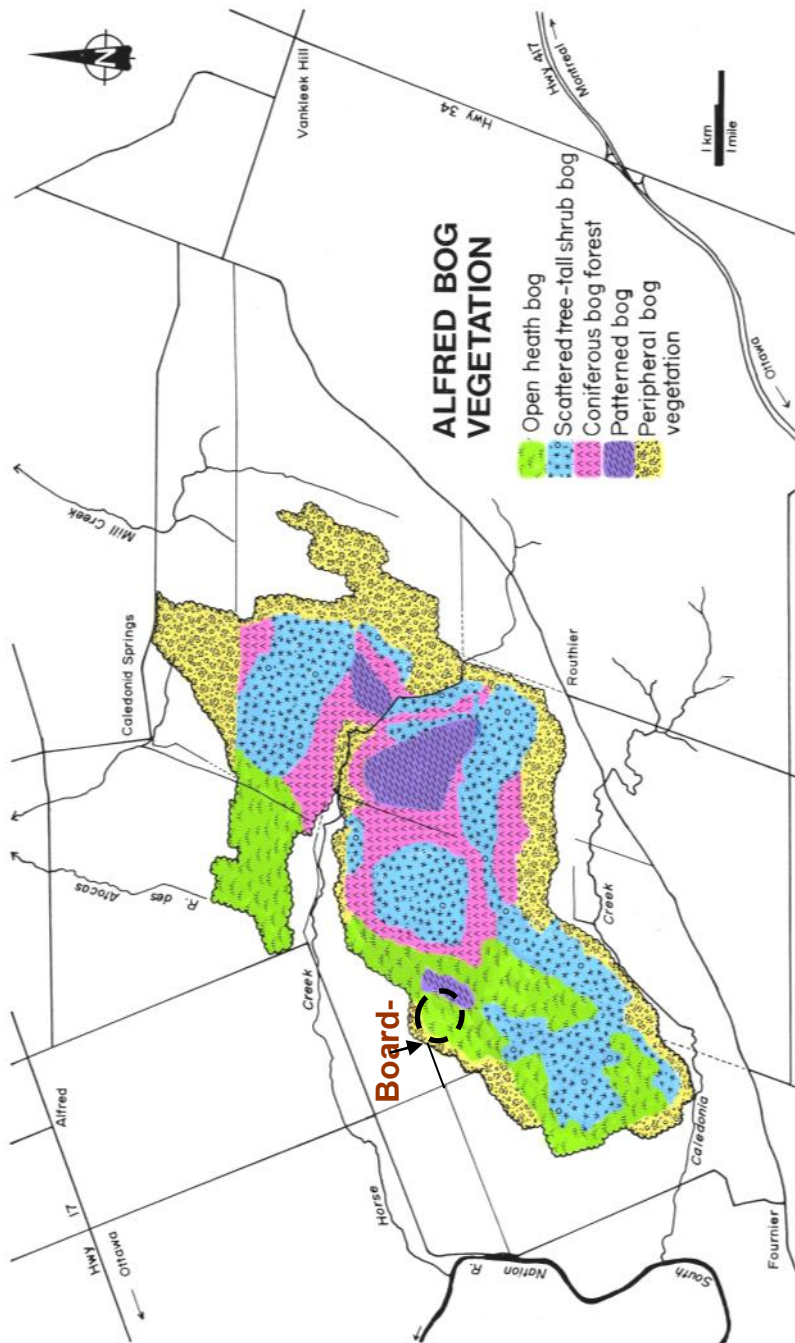 N
Vankleek Hill
Hwy 34
Hwy 417
Montreal
Ottawa
1 km
1 mile
ALFRED BOG
VEGETATION
Open heath bog
Scattered tree-tall shrub bog
Coniferous bog forest
Patterned bog
Peripheral bog
vegetation
Mill Creek
Caledonid Springs
R. des
Atocas
Routhier
Creek
Caledonia
Creek
Horse
Board-
Alfred
Hwy 17
Ottawa
South
Nation
R.
Fournier